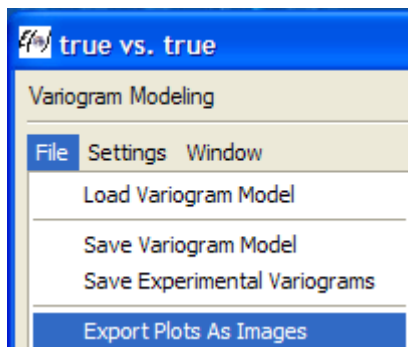 true vs. true
Variogram Modeling
File Settings Window
Load Variogram Model
Save Variogram Model
Save Experimental Variograms
Export Plots As Images